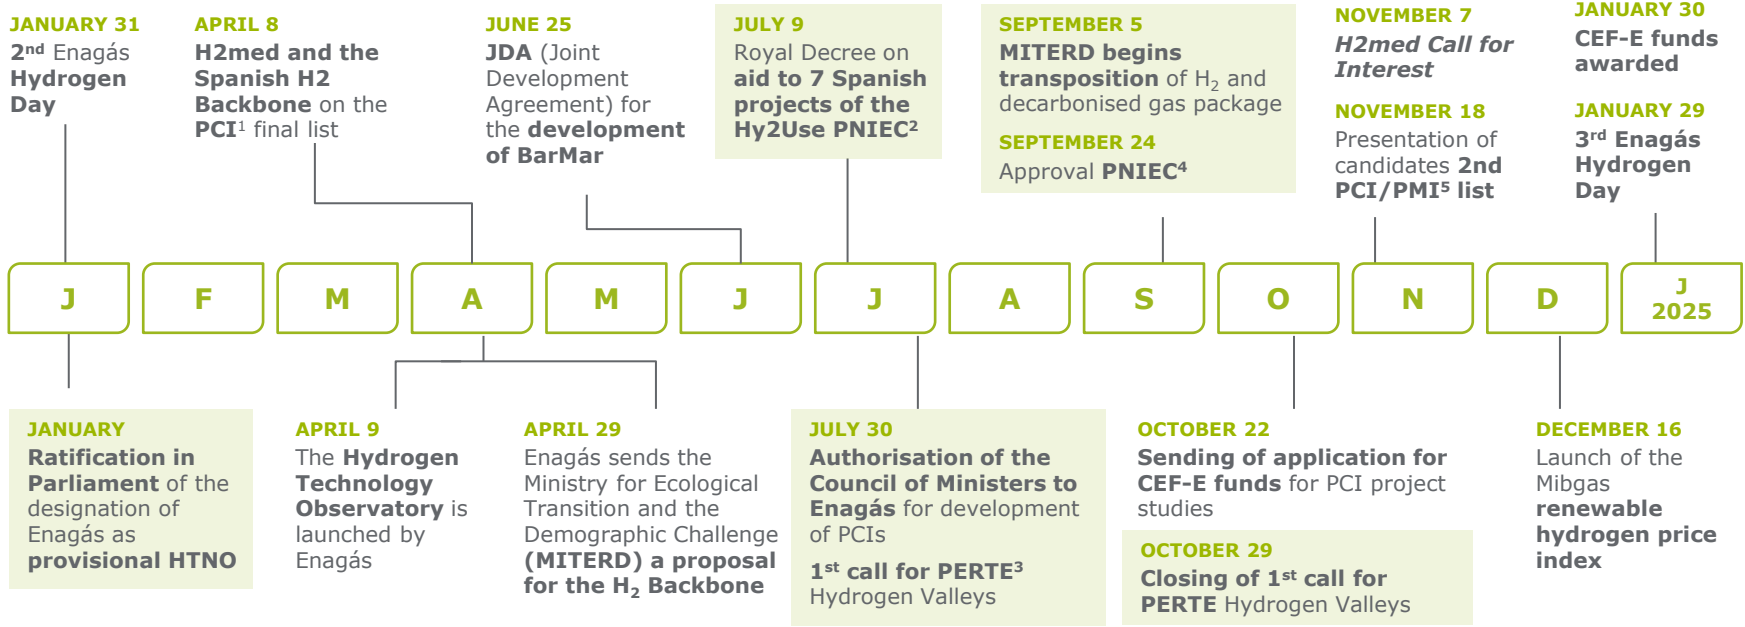 JANUARY 31
2nd Enagás
Hydrogen
Day
APRIL 8
H2med and the
Spanish H2
Backbone on the
PCI1 final list
JUNE 25
JDA (Joint
Development
Agreement) for
the development
of BarMar
JULY 9
Royal Decree on
aid to 7 Spanish
projects of the
Hy2Use PNIEC2
SEPTEMBER 5
MITERD begins
transposition of H2 and
decarbonised gas package
SEPTEMBER 24
Approval PNIEC4
NOVEMBER 7
H2med Call for
Interest
NOVEMBER 18
Presentation of
candidates 2nd
PCI/PMI5 list
JANUARY 30
CEF-E funds
awarded
JANUARY 29
3rd Enagás
Hydrogen
Day
J
F
M
A
M
J
J
A
S
O
N
D
J
2025
JANUARY
Ratification in
Parliament of the
designation of
Enagás as
provisional HTNO
APRIL 9
The Hydrogen
Technology
Observatory is
launched by
Enagás
APRIL 29
Enagás sends the
Ministry for Ecological
Transition and the
Demographic Challenge
(MITERD) a proposal
for the H2 Backbone
JULY 30
Authorisation of the
Council of Ministers to
Enagás for development
of PCIs
1st call for PERTE3
Hydrogen Valleys
OCTOBER 22
Sending of application for
CEF-E funds for PCI project
studies
OCTOBER 29
Closing of 1st call for
PERTE Hydrogen Valleys
DECEMBER 16
Launch of the
Mibgas
renewable
hydrogen price
index